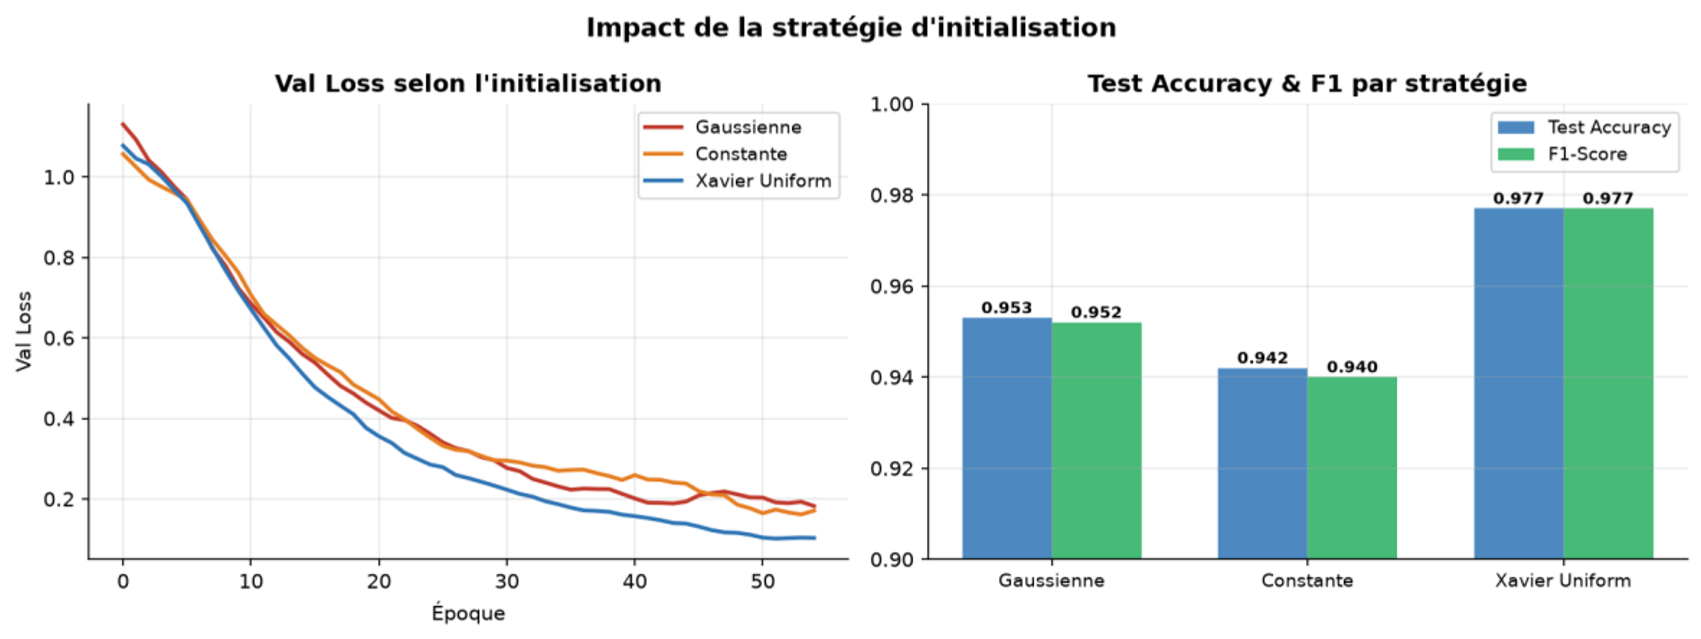 Impact de la stratégie d'initialisation
Val Loss selon l'initialisation
Gaussienne
Constante
Xavier Uniform
1.0
0.8
0.6
0.4
0.2
Val Loss
0 10 20 30 40 50
Époque
Test Accuracy & F1 par stratégie
Test Accuracy
F1-Score
1.00
0.98
0.96
0.94
0.92
0.90
0.953 0.952 0.942 0.940 0.977 0.977
Gaussienne Constante Xavier Uniform